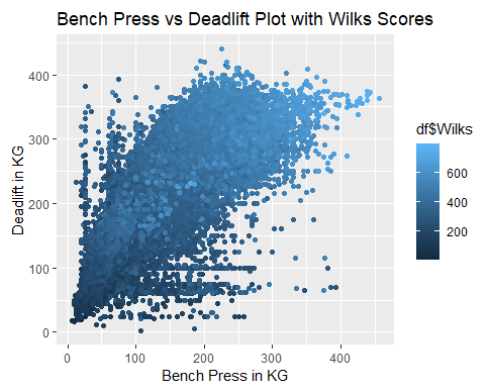 Bench Press vs Deadlift Plot with Wilks Scores
400
300
200
100
0
Deadlift in KG
0 100 200 300 400
Bench Press in KG
df$Wilks
600
400
200